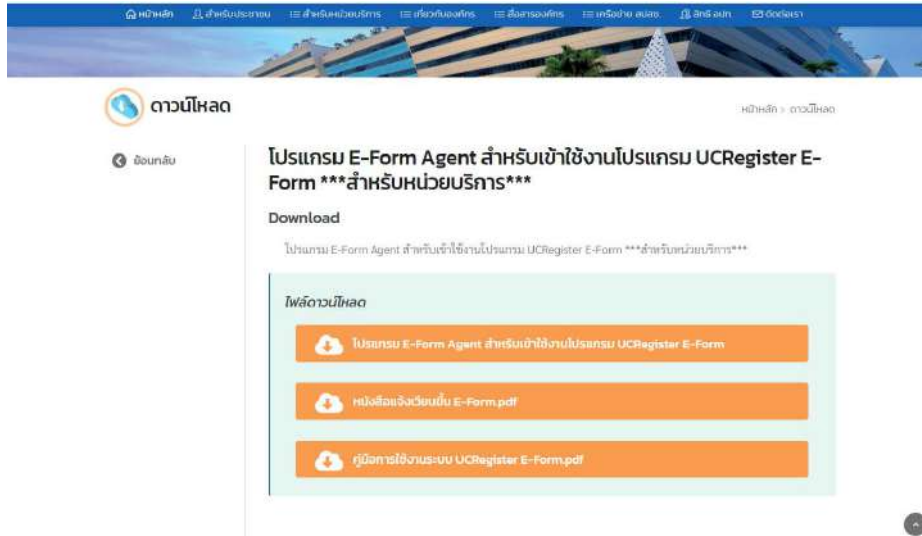 หน้าหลัก สำหรับประชาชน สำหรับหน่วยบริการ เกี่ยวกับองค์กร สื่อสารองค์กร เครือข่าย สปสช. สิทธิ อปท. ติดต่อเรา
ดาวน์โหลด
หน้าหลัก > ดาวน์โหลด
ย้อนกลับ
โปรแกรม E-Form Agent สำหรับเข้าใช้งานโปรแกรม UCRegister E-
Form ***สำหรับหน่วยบริการ***
Download
โปรแกรม E-Form Agent สำหรับเข้าใช้งานโปรแกรม UCRegister E-Form ***สำหรับหน่วยบริการ***
ไฟล์ดาวน์โหลด
โปรแกรม E-Form Agent สำหรับเข้าใช้งานโปรแกรม UCRegister E-Form
หนังสือแจ้งเวียนขึ้น E-Form.pdf
คู่มือการใช้งานระบบ UCRegister E-Form.pdf